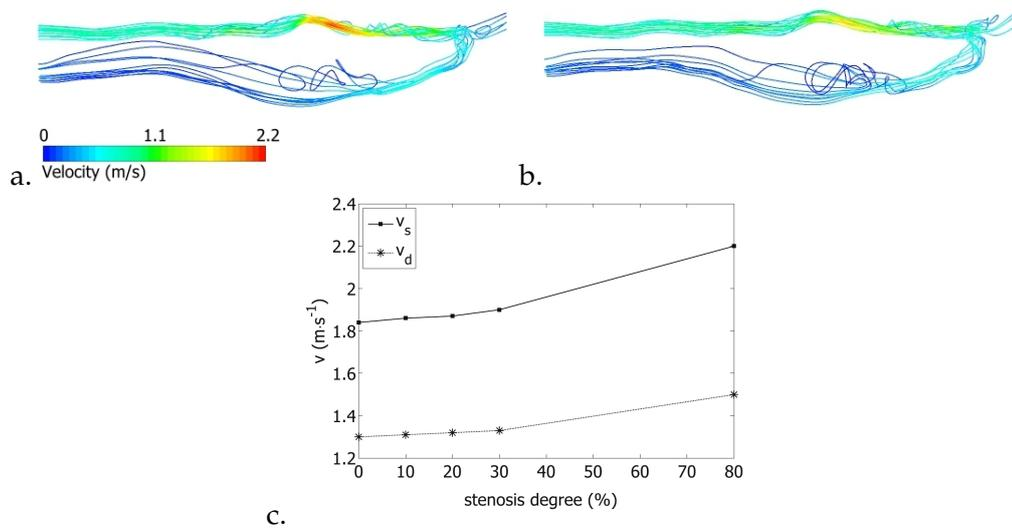 0 1.1 2.2
Velocity (m/s)
a.
b.
2.4
2.2
2
1.8
1.6
1.4
1.2
v (m·s⁻¹)
vₛ
v_d
0 10 20 30 40 50 60 70 80
stenosis degree (%)
c.